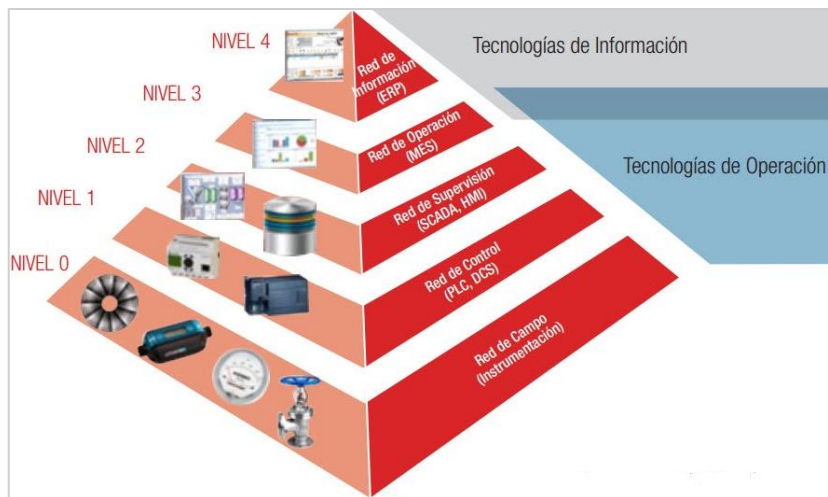 NIVEL 4
Red de
Información
(ERP)
Tecnologías de Información
NIVEL 3
Red de Operación
(MES)
Tecnologías de Operación
NIVEL 2
Red de Supervisión
(SCADA, HMI)
NIVEL 1
Red de Control
(PLC, DCS)
NIVEL 0
Red de Campo
(Instrumentación)